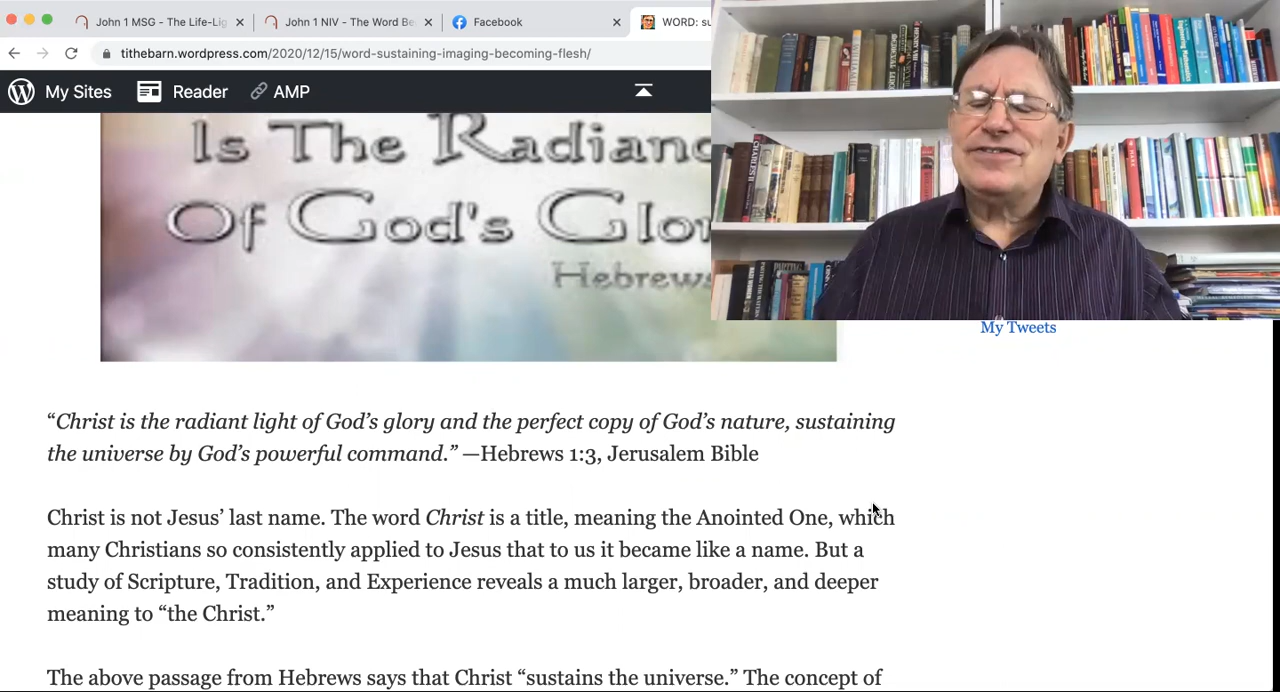 John 1 MSG - The Life-Lig
John 1 NIV - The Word Be
Facebook
WORD: su
tithebarn.wordpress.com/2020/12/15/word-sustaining-imaging-becoming-flesh/
My Sites
Reader
AMP
Is The Radianc
Of God's Glor
Hebrews
CHARLES II
My Tweets
“Christ is the radiant light of God’s glory and the perfect copy of God’s nature, sustaining
the universe by God’s powerful command.” —Hebrews 1:3, Jerusalem Bible
Christ is not Jesus’ last name. The word Christ is a title, meaning the Anointed One, which
many Christians so consistently applied to Jesus that to us it became like a name. But a
study of Scripture, Tradition, and Experience reveals a much larger, broader, and deeper
meaning to “the Christ.”
The above passage from Hebrews says that Christ “sustains the universe.” The concept of